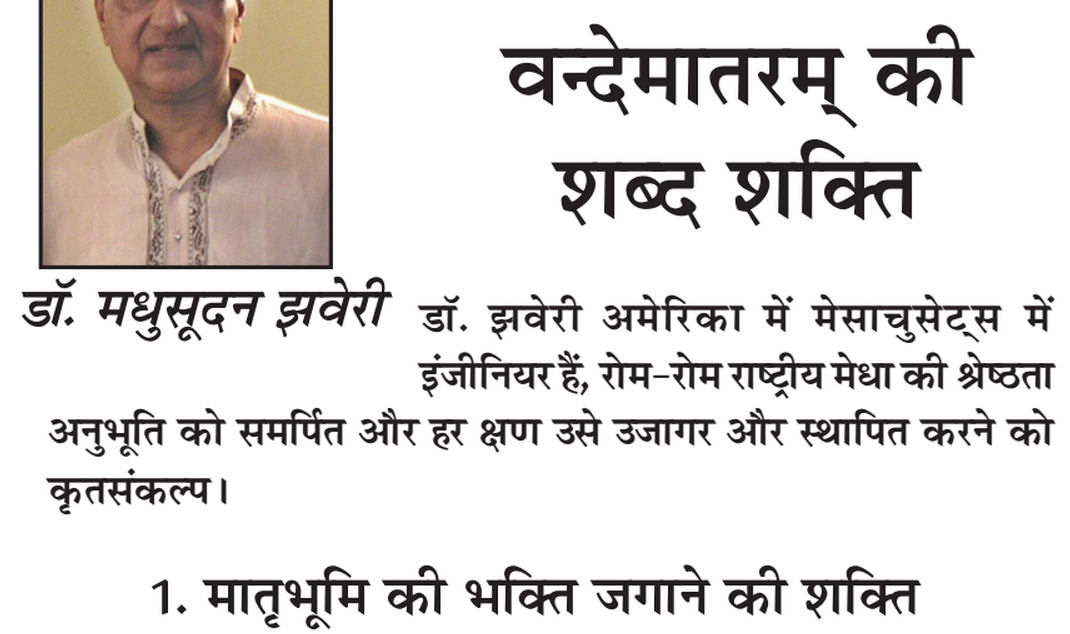 वन्देमातरम् की
शब्द शक्ति
डॉ. मधुसूदन झवेरी
डॉ. झवेरी अमेरिका में मेसाचुसेट्स में
इंजीनियर हैं, रोम-रोम राष्ट्रीय मेधा की श्रेष्ठता
अनुभूति को समर्पित और हर क्षण उसे उजागर और स्थापित करने को
कृतसंकल्प।
1. मातृभूमि की भक्ति जगाने की शक्ति